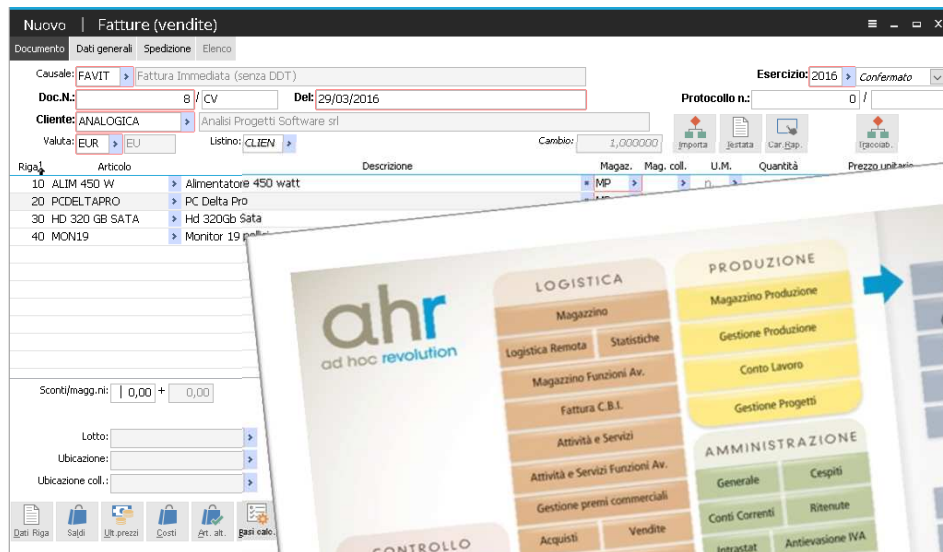 Nuovo | Fatture (vendite)
Documento Dati generali Spedizione Elenco
Causale: FAVIT Fattura Immediata (senza DDT) Esercizio: 2016 Confermato
Doc.N.: 8 / CV Del: 29/03/2016 Protocollo n.: 0 /
Cliente: ANALOGICA Analisi Progetti Software srl
Valuta: EUR EU Listino: CLIEN Cambio: 1,000000 Importa Testata Car.Rap. Tracciab.
Riga Articolo Descrizione Magaz. Mag. coll. U.M. Quantità Prezzo unitario
10 ALIM 450 W Alimentatore 450 watt MP n.
20 PCDELTAPRO PC Delta Pro
30 HD 320 GB SATA Hd 320Gb Sata
40 MON19 Monitor 19
Sconti/magg.ni: 0,00 + 0,00
Lotto:
Ubicazione:
Ubicazione coll.:
Dati Riga Saldi Ult.prezzi Costi Art. alt. Basi calc.
ahr
ad hoc revolution
LOGISTICA
Magazzino
Logistica Remota Statistiche
Magazzino Funzioni Av.
Fattura C.B.I.
Attività e Servizi
Attività e Servizi Funzioni Av.
Gestione premi commerciali
Acquisti Vendite
PRODUZIONE
Magazzino Produzione
Gestione Produzione
Conto Lavoro
Gestione Progetti
AMMINISTRAZIONE
Generale Cespiti
Conti Correnti Ritenute
Intrastat Antievasione IVA
CONTROLLO